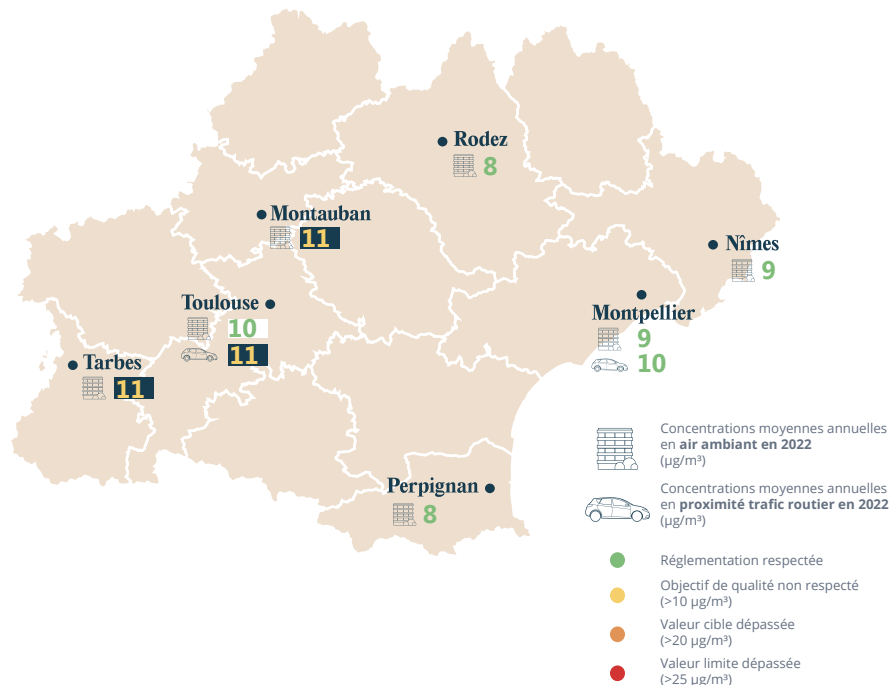 Rodez
8
Montauban
11
Nîmes
9
Toulouse
10
11
Montpellier
9
10
Tarbes
11
Perpignan
8
Concentrations moyennes annuelles
en air ambiant en 2022
(µg/m³)
Concentrations moyennes annuelles
en proximité trafic routier en 2022
(µg/m³)
Réglementation respectée
Objectif de qualité non respecté
(>10 µg/m³)
Valeur cible dépassée
(>20 µg/m³)
Valeur limite dépassée
(>25 µg/m³)